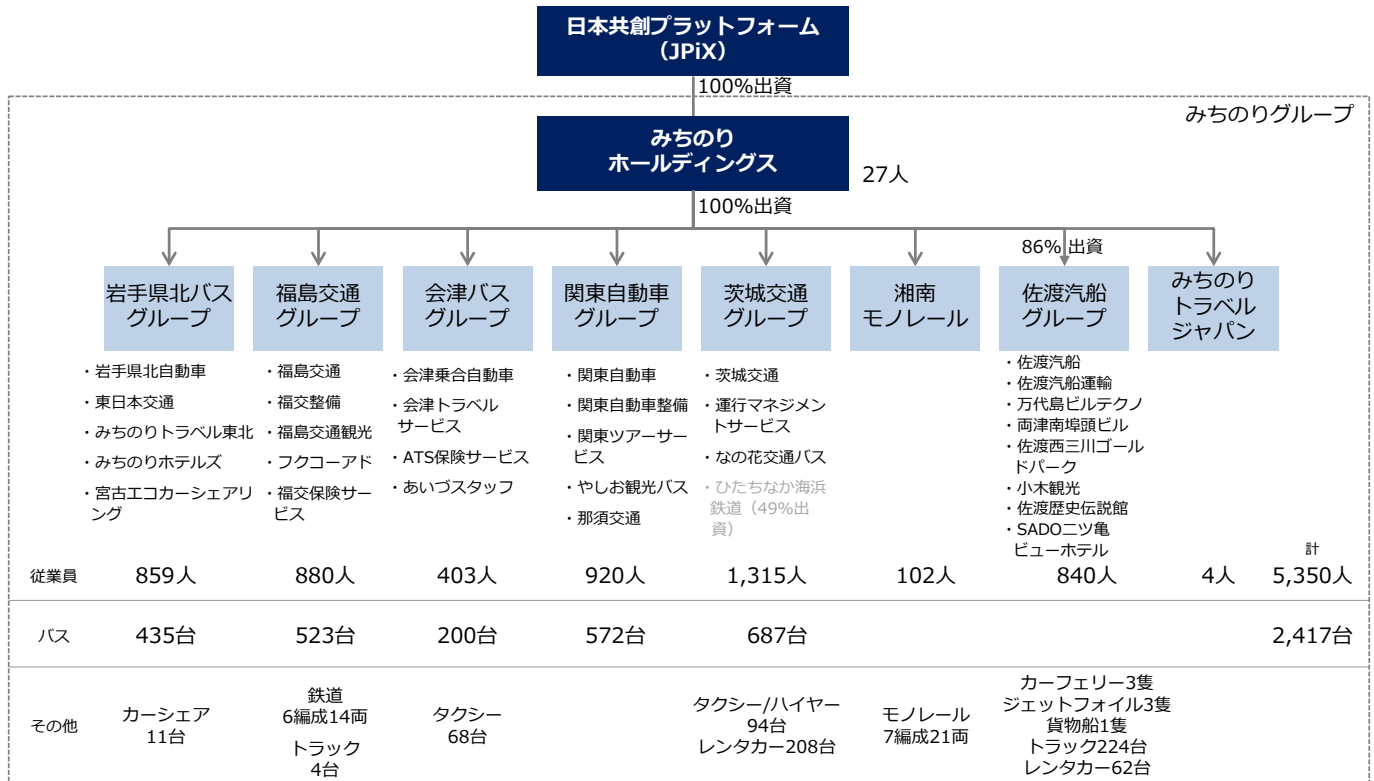 日本共創プラットフォーム
（JPiX）
100%出資
みちのりグループ
みちのり
ホールディングス
27人
100%出資
86% 出資
岩手県北バス
グループ
福島交通
グループ
会津バス
グループ
関東自動車
グループ
茨城交通
グループ
湘南
モノレール
佐渡汽船
グループ
みちのり
トラベル
ジャパン
・岩手県北自動車
・東日本交通
・みちのりトラベル東北
・みちのりホテルズ
・宮古エコカーシェアリ
ング
・福島交通
・福交整備
・福島交通観光
・フクコーアド
・福交保険サー
ビス
・会津乗合自動車
・会津トラベル
サービス
・ATS保険サービス
・あいづスタッフ
・関東自動車
・関東自動車整備
・関東ツアーサー
ビス
・やしお観光バス
・那須交通
・茨城交通
・運行マネジメン
トサービス
・なの花交通バス
・ひたちなか海浜
鉄道（49%出
資）
・佐渡汽船
・佐渡汽船運輸
・万代島ビルテクノ
・両津南埠頭ビル
・佐渡西三川ゴール
ドパーク
・小木観光
・佐渡歴史伝説館
・SADO二ツ亀
ビューホテル
計
従業員 859人 880人 403人 920人 1,315人 102人 840人 4人 5,350人
バス 435台 523台 200台 572台 687台 2,417台
その他
カーシェア
11台
鉄道
6編成14両
トラック
4台
タクシー
68台
タクシー/ハイヤー
94台
レンタカー208台
モノレール
7編成21両
カーフェリー3隻
ジェットフォイル3隻
貨物船1隻
トラック224台
レンタカー62台